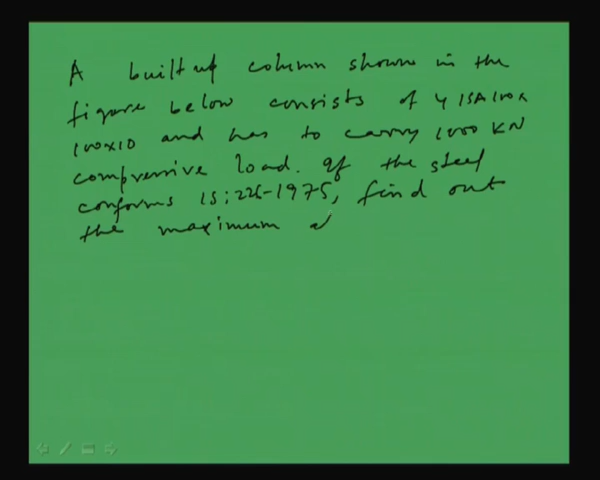 A built up column shown in the
figure below consists of 4 ISA 100x
100x10 and has to carry 1000 KN
compressive load. If the steel
conforms IS:226-1975, find out
the maximum